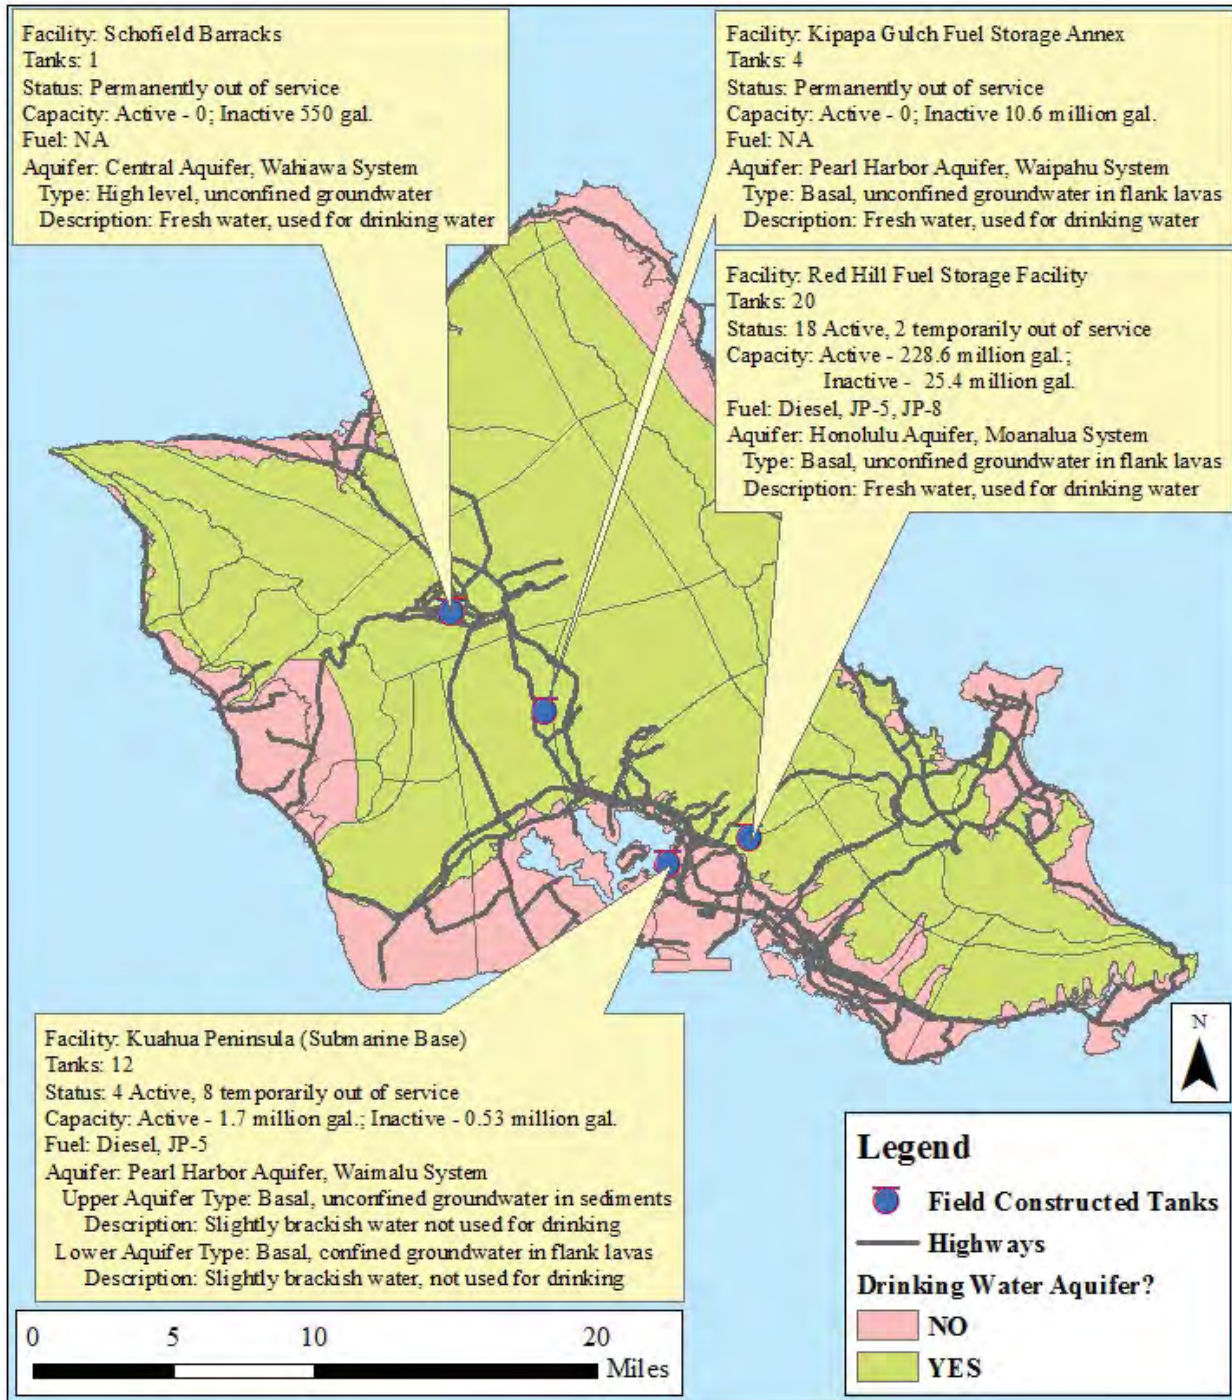 Facility: Schofield Barracks
Tanks: 1
Status: Permanently out of service
Capacity: Active - 0; Inactive 550 gal.
Fuel: NA
Aquifer: Central Aquifer, Wahiawa System
Type: High level, unconfined groundwater
Description: Fresh water, used for drinking water
Facility: Kipapa Gulch Fuel Storage Annex
Tanks: 4
Status: Permanently out of service
Capacity: Active - 0; Inactive 10.6 million gal.
Fuel: NA
Aquifer: Pearl Harbor Aquifer, Waipahu System
Type: Basal, unconfined groundwater in flank lavas
Description: Fresh water, used for drinking water
Facility: Red Hill Fuel Storage Facility
Tanks: 20
Status: 18 Active, 2 temporarily out of service
Capacity: Active - 228.6 million gal.;
Inactive - 25.4 million gal.
Fuel: Diesel, JP-5, JP-8
Aquifer: Honolulu Aquifer, Moanalua System
Type: Basal, unconfined groundwater in flank lavas
Description: Fresh water, used for drinking water
Facility: Kuahua Peninsula (Submarine Base)
Tanks: 12
Status: 4 Active, 8 temporarily out of service
Capacity: Active - 1.7 million gal.; Inactive - 0.53 million gal.
Fuel: Diesel, JP-5
Aquifer: Pearl Harbor Aquifer, Waimalu System
Upper Aquifer Type: Basal, unconfined groundwater in sediments
Description: Slightly brackish water not used for drinking
Lower Aquifer Type: Basal, confined groundwater in flank lavas
Description: Slightly brackish water, not used for drinking
N
Legend
Field Constructed Tanks
Highways
Drinking Water Aquifer?
NO
YES
0 5 10 20
Miles